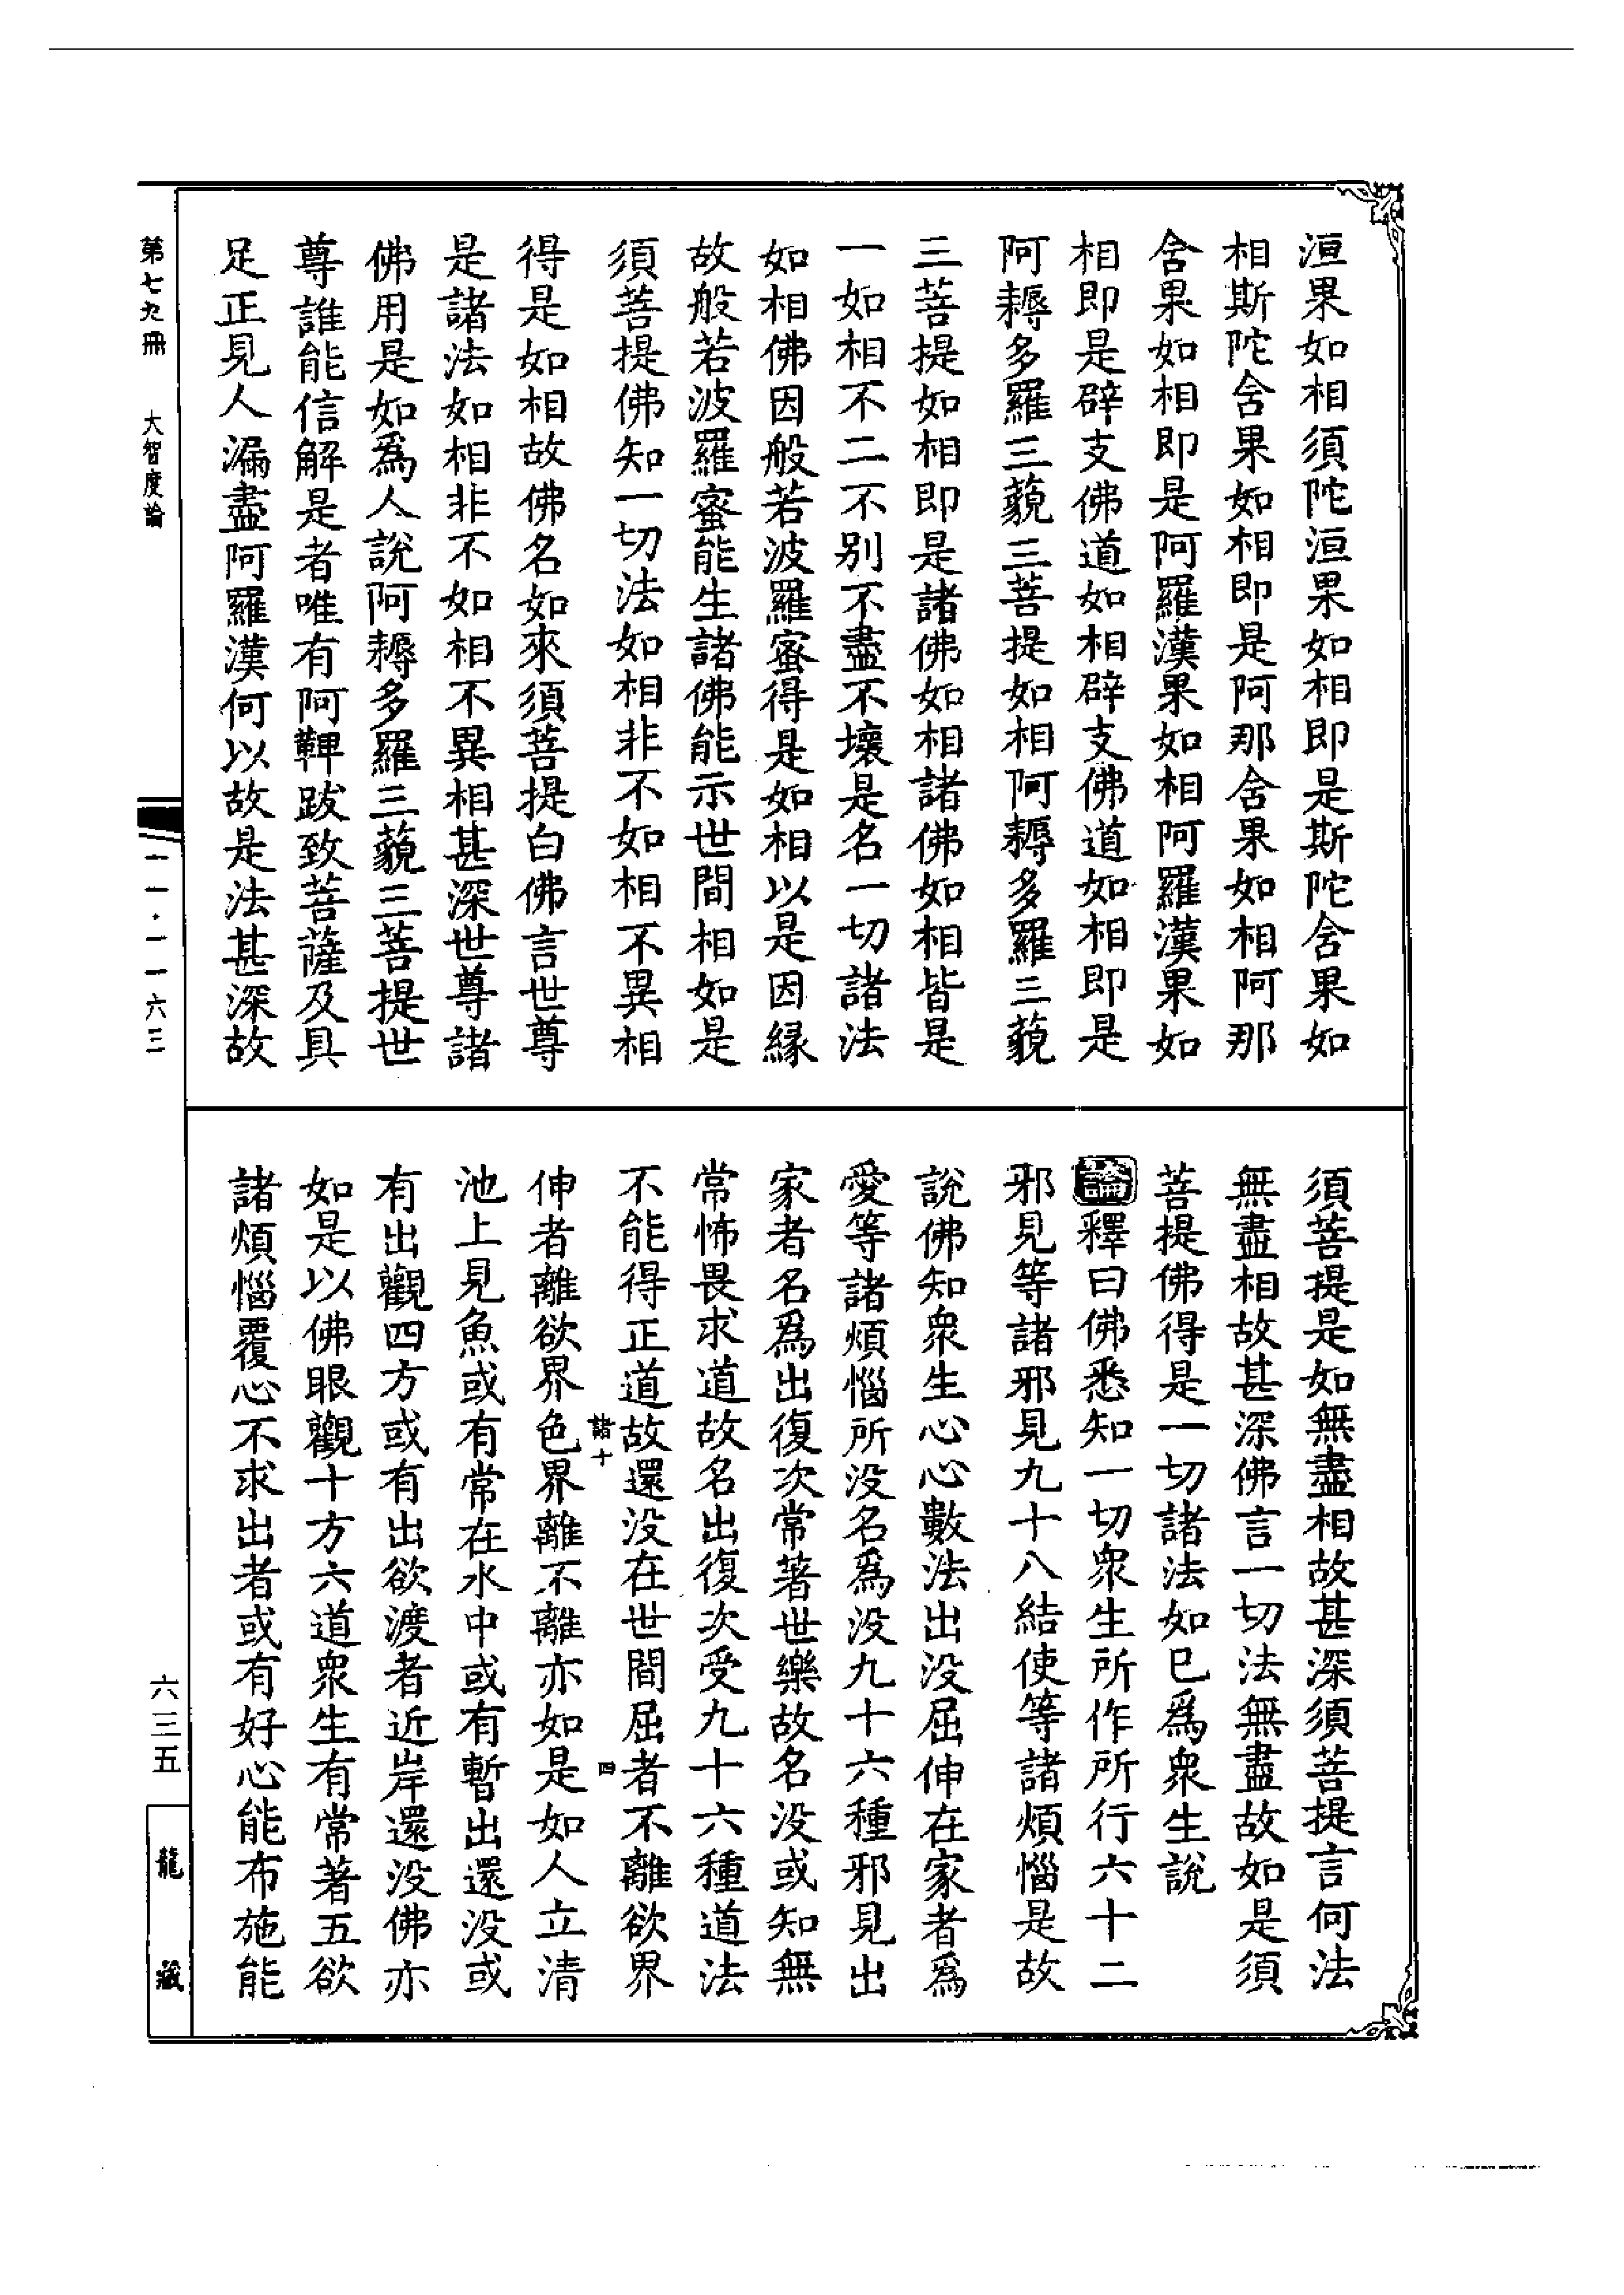 洹果如相須陀洹果如相即是斯陀含果如
相斯陀含果如相即是阿那含果如相阿那
含果如相即是阿羅漢果如相阿羅漢果如
相即是辟支佛道如相辟支佛道如相即是
阿耨多羅三藐三菩提如相阿耨多羅三藐
三菩提如相即是諸佛如相諸佛如相皆是
一如相不二不別不盡不壞是名一切諸法
如相佛因般若波羅蜜得是如相以是因緣
故般若波羅蜜能生諸佛能示世間相如是
須菩提佛知一切法如相非不如相不異相
得是如相故佛名如來須菩提白佛言世尊
是諸法如相非不如相不異相甚深世尊諸
佛用是如為人說阿耨多羅三藐三菩提世
尊誰能信解是者唯有阿鞞跋致菩薩及具
足正見人漏盡阿羅漢何以故是法甚深故
須菩提是如無盡相故甚深須菩提言何法
無盡相故甚深佛言一切法無盡故如是須
菩提佛得是一切諸法如已為眾生說
論釋曰佛悉知一切眾生所作所行六十二
邪見等諸邪見九十八結使等諸煩惱是故
說佛知眾生心心數法出沒屈伸在家者為
愛等諸煩惱所沒名為沒九十六種邪見出
家者名為出復次常著世樂故名沒或知無
常怖畏求道故名出復次受九十六種道法
不能得正道故還沒在世間屈者不離欲界
諸十
四
伸者離欲界色界離不離亦如是如人立清
池上見魚或有常在水中或有暫出還沒或
有出觀四方或有出欲渡者近岸還沒佛亦
如是以佛眼觀十方六道眾生有常著五欲
諸煩惱覆心不求出者或有好心能布施能
第七九冊 大智度論
一一·一一六三
六三五
龍藏